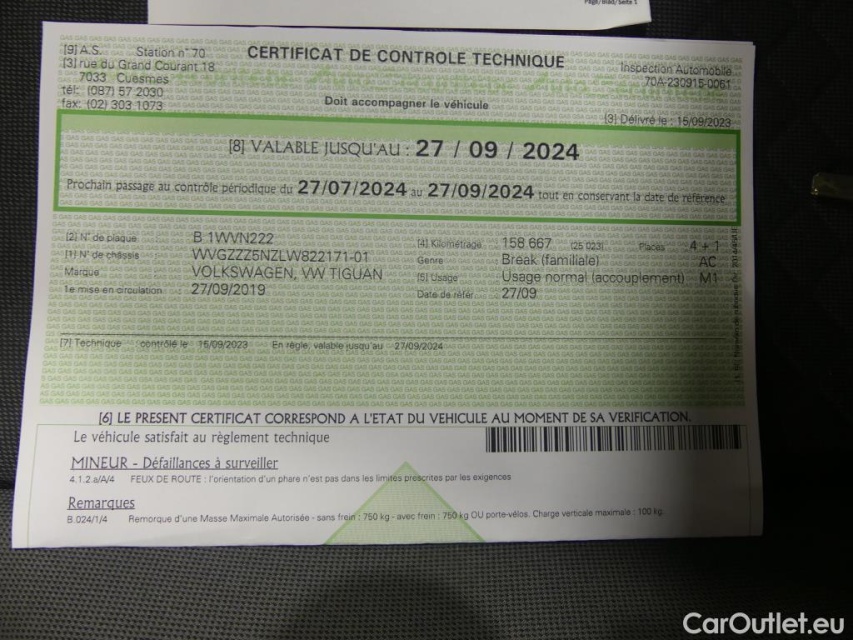 Page/Blad/Seite 1
[9] A.S. Station n° 70
[3] rue du Grand Courant 18
7033 Cuesmes
tél: (087) 57 2030
fax: (02) 303 1073
CERTIFICAT DE CONTROLE TECHNIQUE
Doit accompagner le véhicule
Inspection Automobile
70A-230915-0061
[3] Délivré le : 15/09/2023
[8] VALABLE JUSQU'AU : 27 / 09 / 2024
Prochain passage au contrôle périodique du 27/07/2024 au 27/09/2024 tout en conservant la date de référence
[2] N° de plaque B 1WVN222 [4] Kilométrage 158 667 (25 023) Places 4 + 1
[1] N° de châssis WVGZZZ5NZLW822171-01 Genre Break (familiale) AC
Marque VOLKSWAGEN, VW TIGUAN [5] Usage Usage normal (accouplement) M1
1e mise en circulation 27/09/2019 Date de référ. 27/09
[7] Technique contrôlé le 15/09/2023 En règle, valable jusqu'au 27/09/2024
[6] LE PRESENT CERTIFICAT CORRESPOND A L'ETAT DU VEHICULE AU MOMENT DE SA VERIFICATION.
Le véhicule satisfait au règlement technique
MINEUR - Défaillances à surveiller
4.1.2.a/A/4 FEUX DE ROUTE : l'orientation d'un phare n'est pas dans les limites prescrites par les exigences
Remarques
B.024/1/4 Remorque d'une Masse Maximale Autorisée - sans frein : 750 kg - avec frein : 750 kg OU porte-vélos. Charge verticale maximale : 100 kg.
CarOutlet.eu